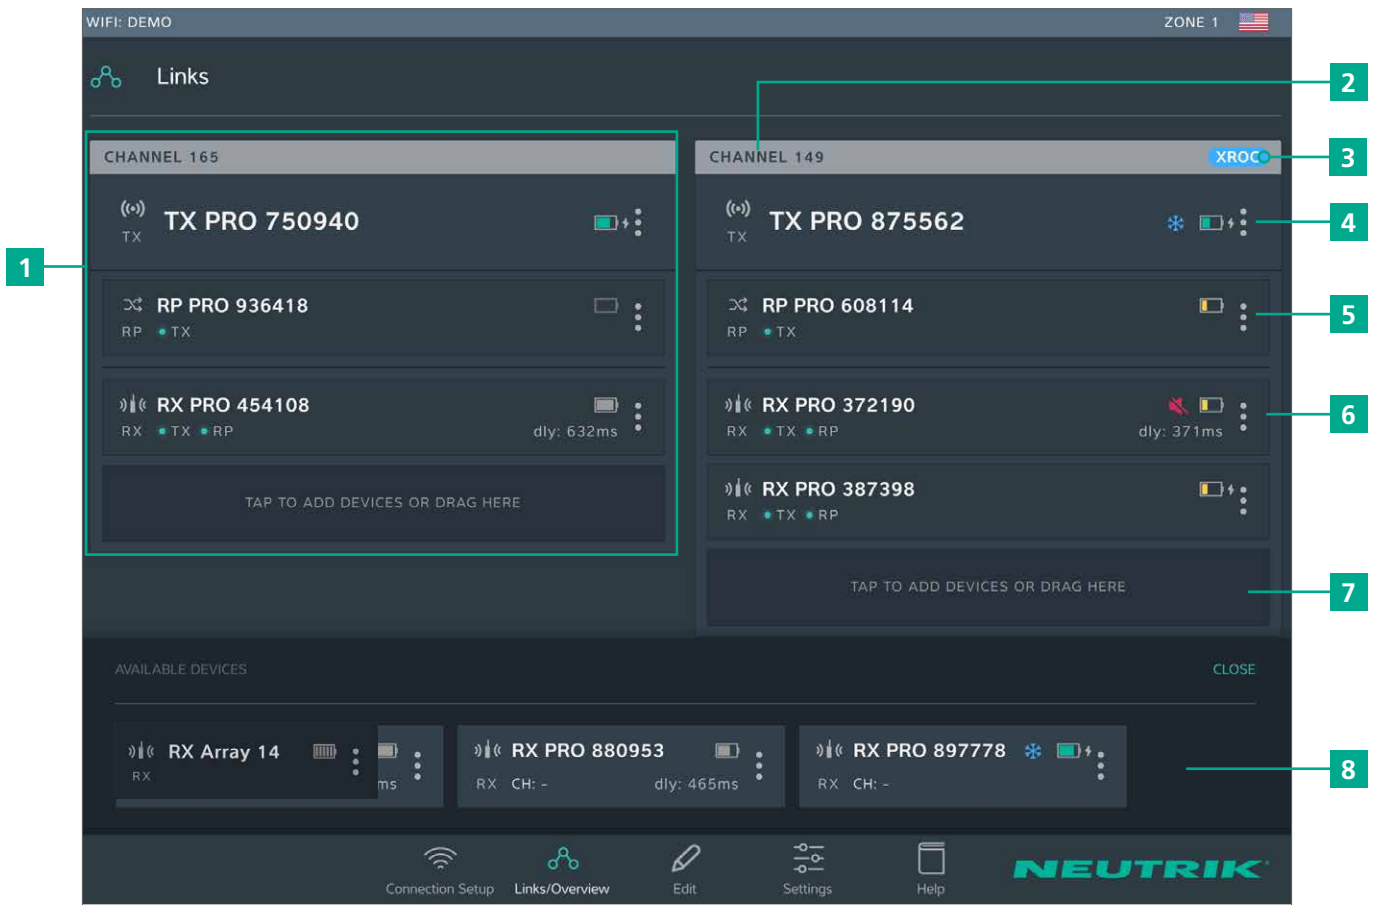 WIFI: DEMO
ZONE 1
Links
2
CHANNEL 165
CHANNEL 149
XROC
3
TX PRO 750940
TX
TX PRO 875562
TX
4
1
RP PRO 936418
RP TX
RP PRO 608114
RP TX
5
RX PRO 454108
RX TX RP
dly: 632ms
RX PRO 372190
RX TX RP
dly: 371ms
6
TAP TO ADD DEVICES OR DRAG HERE
RX PRO 387398
RX TX RP
TAP TO ADD DEVICES OR DRAG HERE
7
AVAILABLE DEVICES
CLOSE
RX Array 14
RX
ms
RX PRO 880953
RX CH: -
dly: 465ms
RX PRO 897778
RX CH: -
8
Connection Setup
Links/Overview
Edit
Settings
Help
NEUTRIK